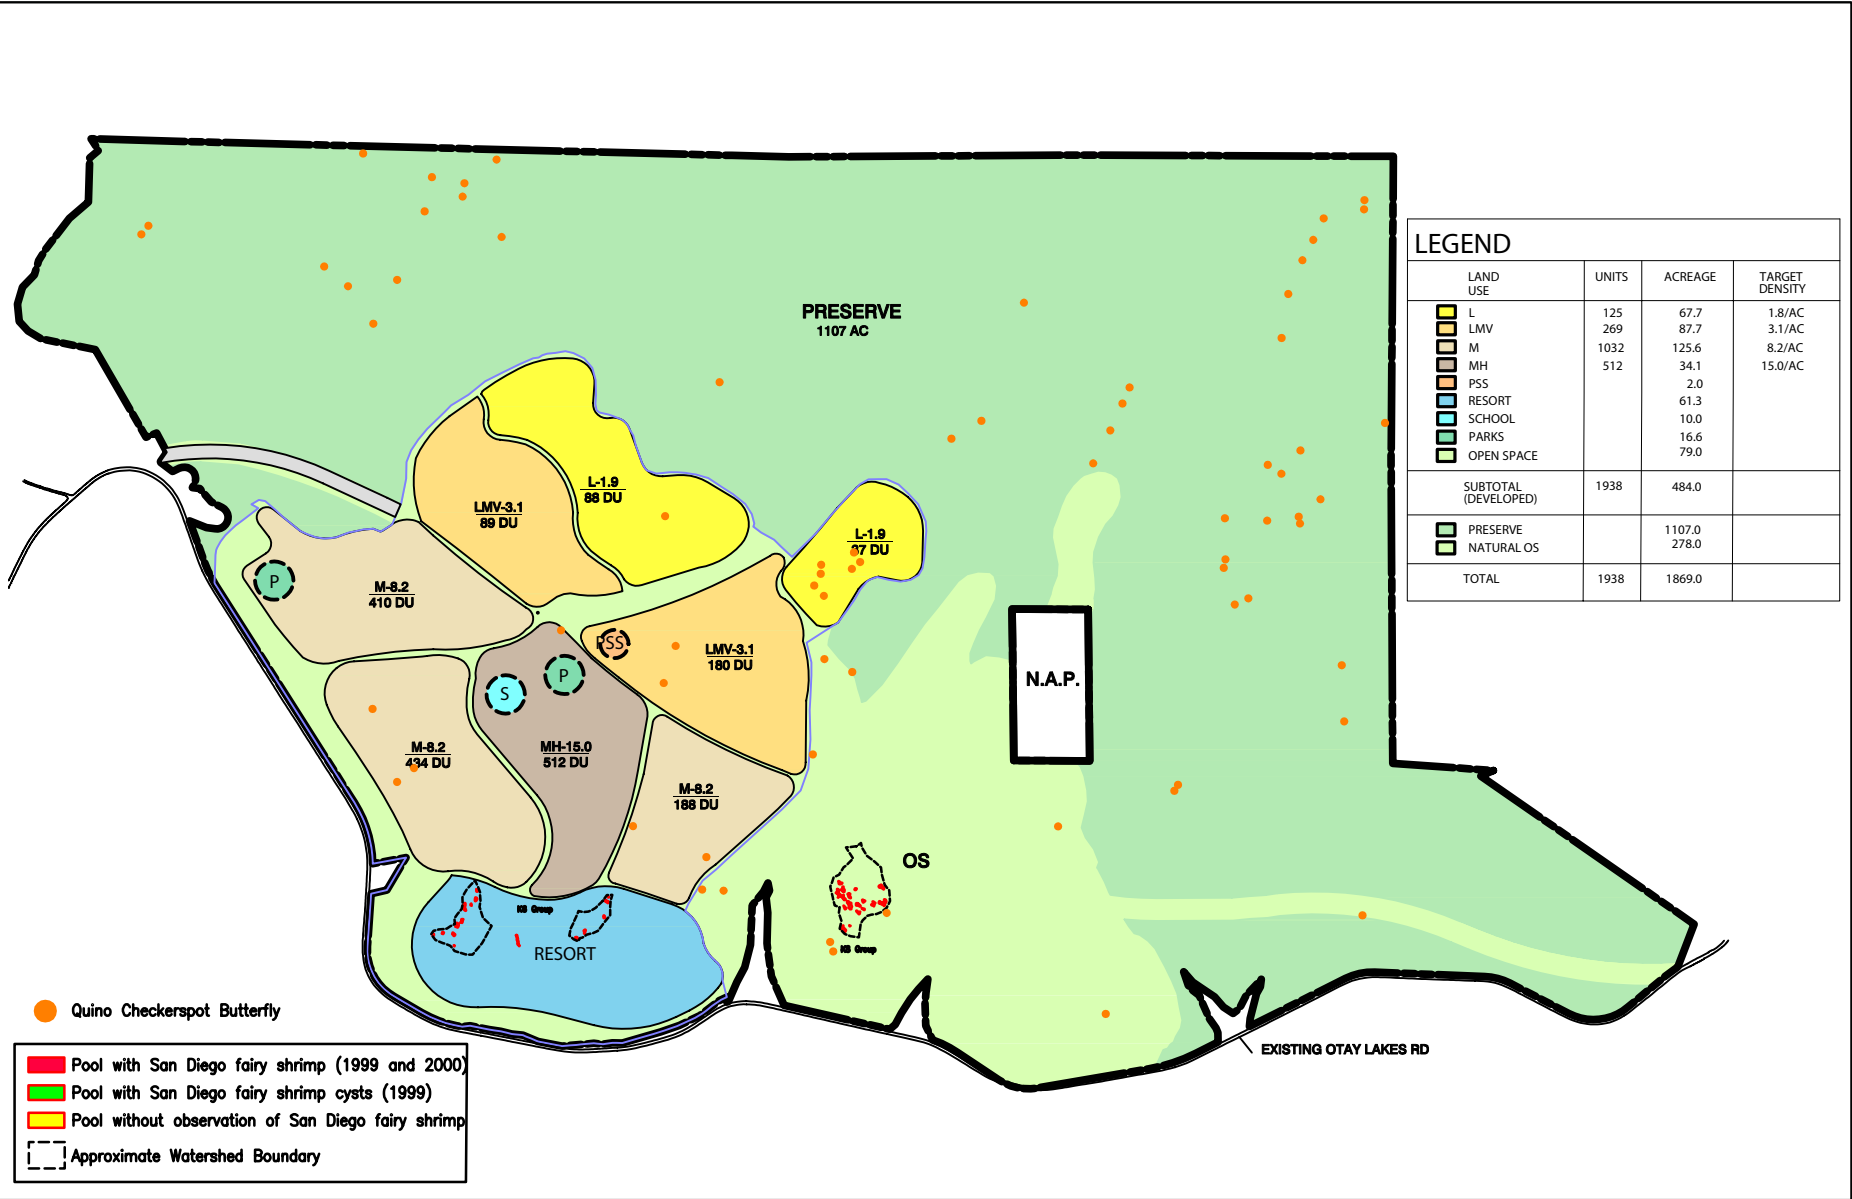 PRESERVE
1107 AC
LEGEND
LAND USE UNITS ACREAGE TARGET DENSITY
L 125 67.7 1.8/AC
LMV 269 87.7 3.1/AC
M 1032 125.6 8.2/AC
MH 512 34.1 15.0/AC
PSS 2.0
RESORT 61.3
SCHOOL 10.0
PARKS 16.6
OPEN SPACE 79.0
SUBTOTAL (DEVELOPED) 1938 484.0
PRESERVE 1107.0
NATURAL OS 278.0
TOTAL 1938 1869.0
L-1.9
88 DU
LMV-3.1
89 DU
L-1.9
37 DU
P
M-8.2
410 DU
PSS
LMV-3.1
180 DU
S
P
N.A.P.
M-8.2
434 DU
MH-15.0
512 DU
M-8.2
188 DU
OS
K8 Group
RESORT
K8 Group
Quino Checkerspot Butterfly
EXISTING OTAY LAKES RD
Pool with San Diego fairy shrimp (1999 and 2000)
Pool with San Diego fairy shrimp cysts (1999)
Pool without observation of San Diego fairy shrimp
Approximate Watershed Boundary